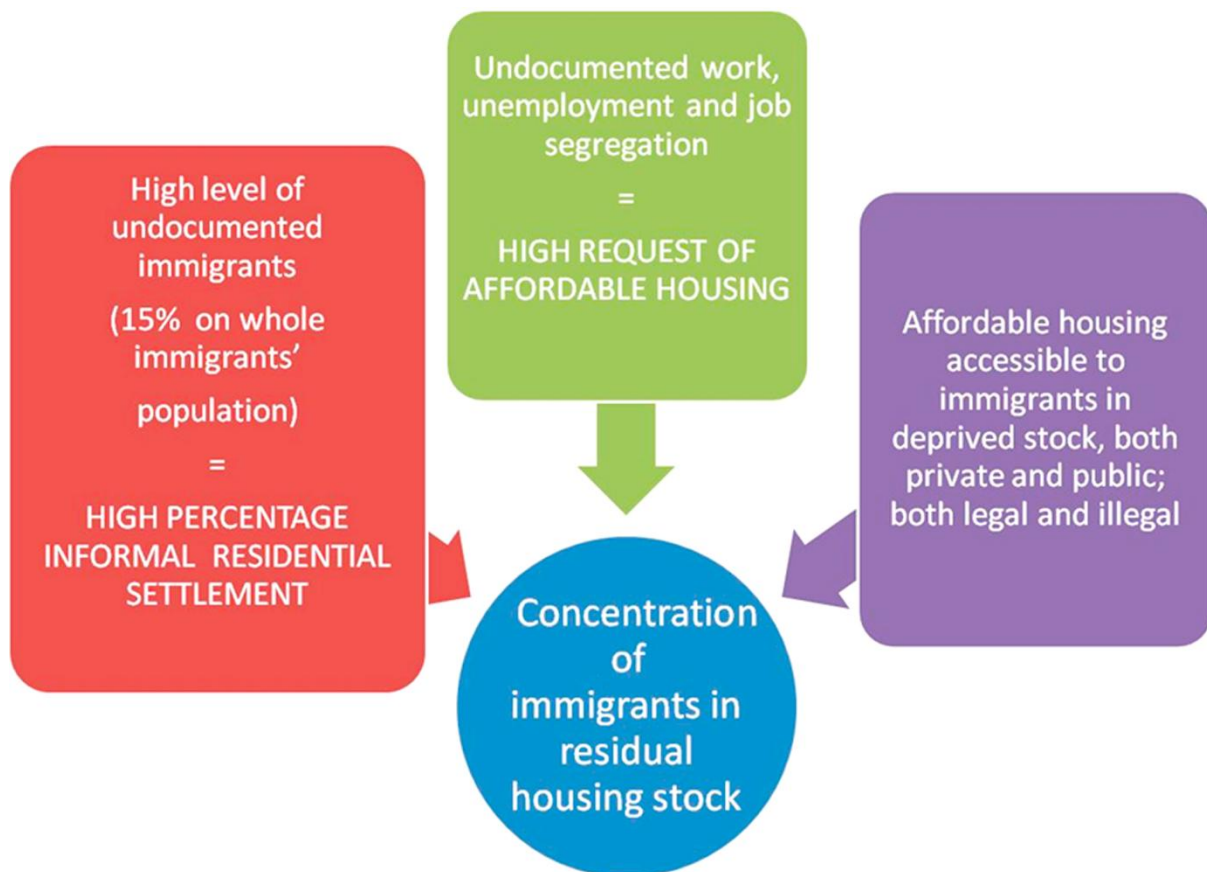 High level of
undocumented
immigrants
(15% on whole
immigrants’
population)
=
HIGH PERCENTAGE
INFORMAL RESIDENTIAL
SETTLEMENT
Undocumented work,
unemployment and job
segregation
=
HIGH REQUEST OF
AFFORDABLE HOUSING
Affordable housing
accessible to
immigrants in
deprived stock, both
private and public;
both legal and illegal
Concentration
of
immigrants in
residual
housing stock